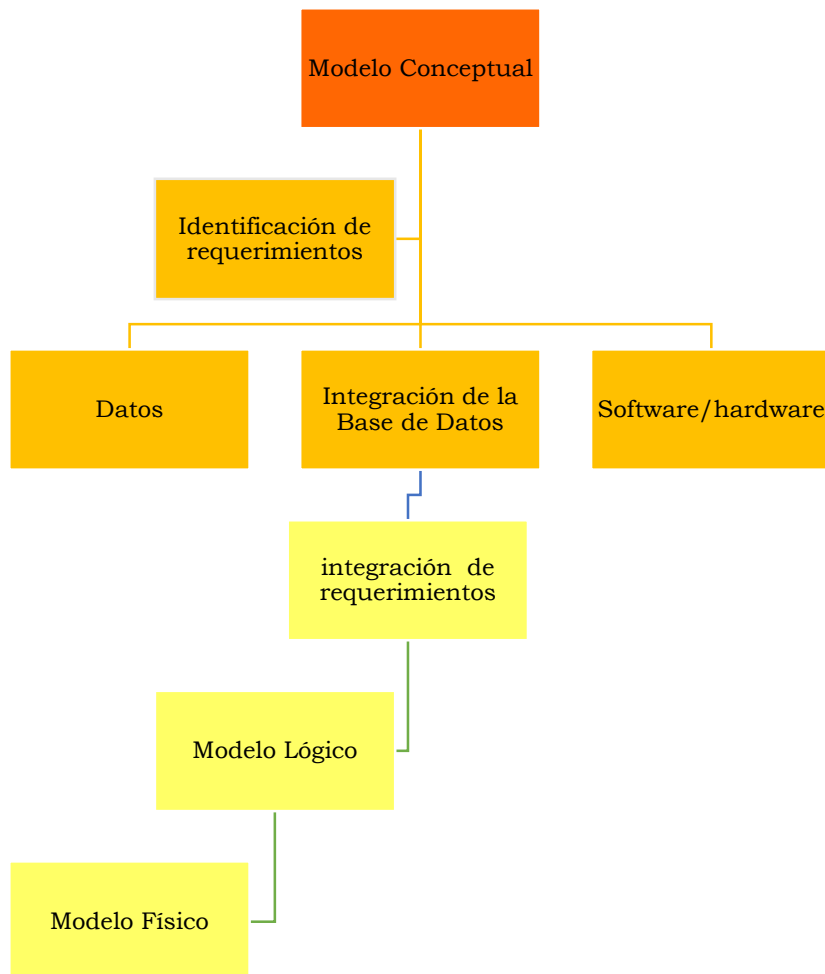 Modelo Conceptual
Identificación de
requerimientos
Datos
Integración de la
Base de Datos
Software/hardware
integración de
requerimientos
Modelo Lógico
Modelo Físico